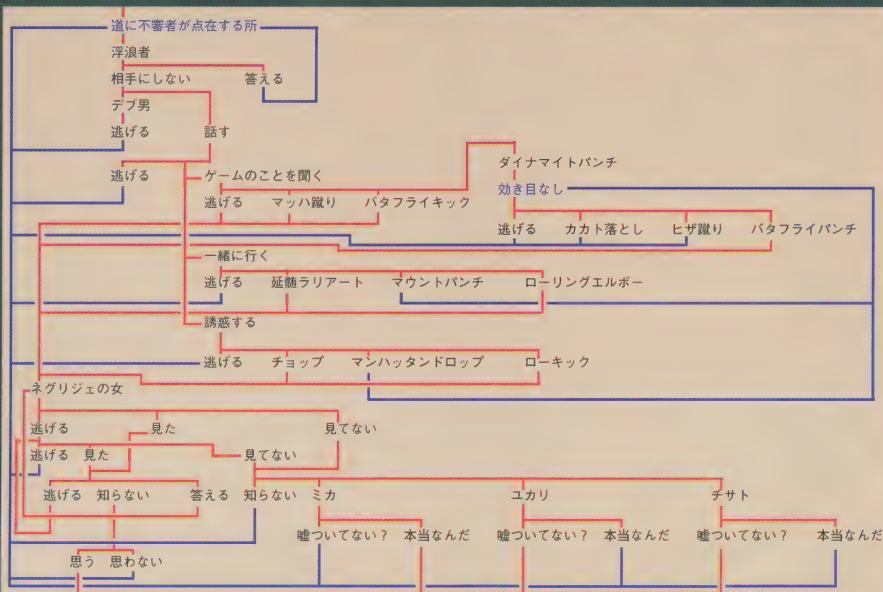 道に不審者が点在する所
浮浪者
相手にしない 答える
デブ男
逃げる 話す
ダイナマイトパンチ
逃げる ゲームのことを聞く
効き目なし
逃げる マッハ蹴り バタフライキック
逃げる カカト落とし ヒザ蹴り バタフライパンチ
一緒に行く
逃げる 延髄ラリアート マウントパンチ ローリングエルボー
誘惑する
逃げる チョップ マンハッタンドロップ ローキック
ネグリジェの女
逃げる 見た 見てない
逃げる 見た 見てない
逃げる 知らない 答える 知らない ミカ ユカリ チサト
嘘ついてない? 本当なんだ 嘘ついてない? 本当なんだ 嘘ついてない? 本当なんだ
思う 思わない